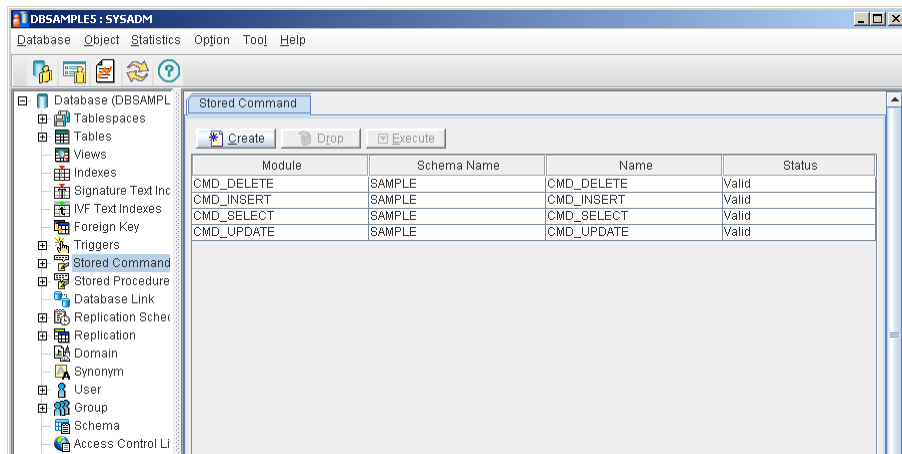 DBSAMPLE5 : SYSADM
Database Object Statistics Option Tool Help
Database (DBSAMPL
Tablespaces
Tables
Views
Indexes
Signature Text Inc
IVF Text Indexes
Foreign Key
Triggers
Stored Command
Stored Procedure
Database Link
Replication Sched
Replication
Domain
Synonym
User
Group
Schema
Access Control Li
Stored Command
Create Drop Execute
Module Schema Name Name Status
CMD_DELETE SAMPLE CMD_DELETE Valid
CMD_INSERT SAMPLE CMD_INSERT Valid
CMD_SELECT SAMPLE CMD_SELECT Valid
CMD_UPDATE SAMPLE CMD_UPDATE Valid